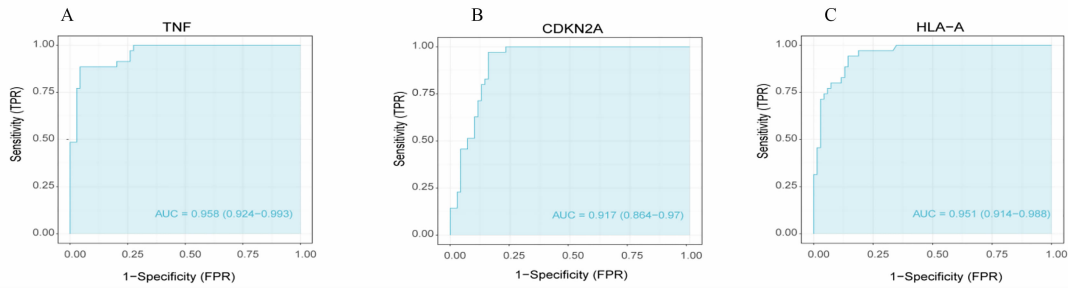 A
TNF
1.00
0.75
0.50
0.25
0.00
Sensitivity (TPR)
AUC = 0.958 (0.924−0.993)
0.00 0.25 0.50 0.75 1.00
1−Specificity (FPR)
B
CDKN2A
1.00
0.75
0.50
0.25
0.00
Sensitivity (TPR)
AUC = 0.917 (0.864−0.97)
0.00 0.25 0.50 0.75 1.00
1−Specificity (FPR)
C
HLA−A
1.00
0.75
0.50
0.25
0.00
Sensitivity (TPR)
AUC = 0.951 (0.914−0.988)
0.00 0.25 0.50 0.75 1.00
1−Specificity (FPR)